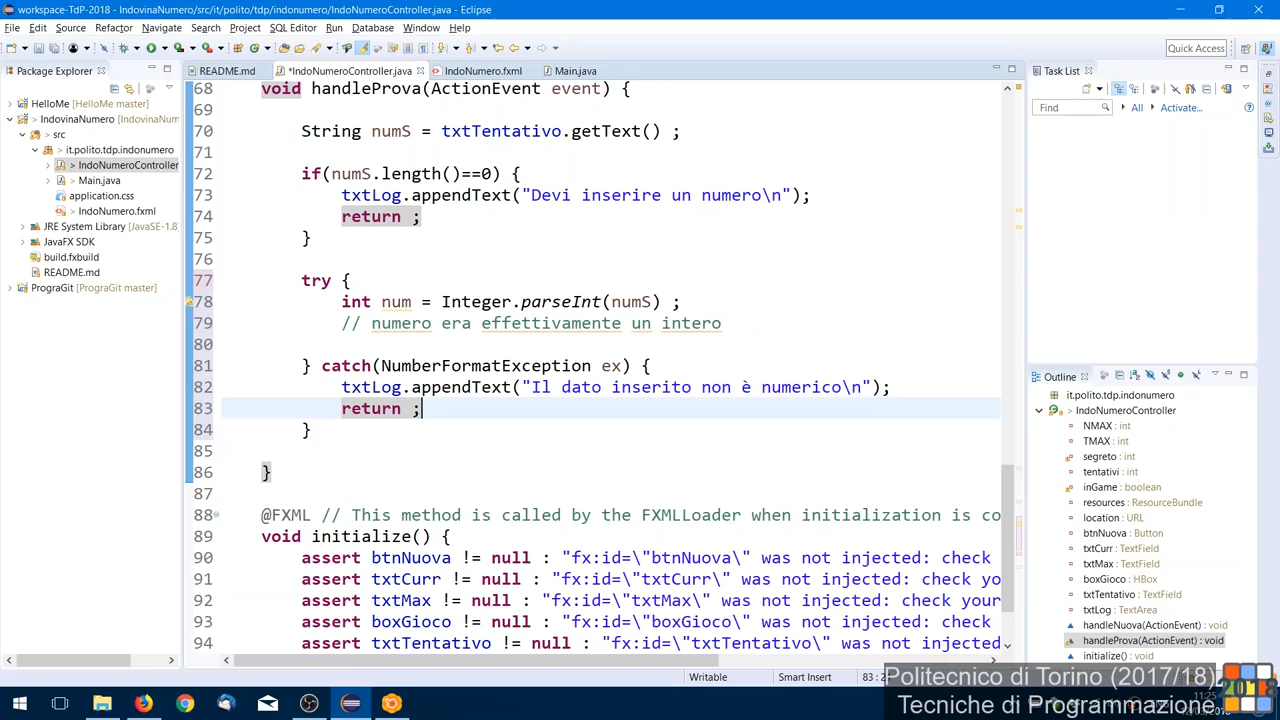 workspace-TdP-2018 - IndovinaNumero/src/it/polito/tdp/indonumero/IndoNumeroController.java - Eclipse
File Edit Source Refactor Navigate Search Project SQL Editor Run Database Window Help
Quick Access
Package Explorer
README.md
*IndoNumeroController.java
IndoNumero.fxml
Main.java
Task List
Find
All
Activate...
> HelloMe [HelloMe master]
> IndovinaNumero [IndovinaNum
> src
> it.polito.tdp.indonumero
> IndoNumeroController
> Main.java
application.css
> IndoNumero.fxml
JRE System Library [JavaSE-1.8]
JavaFX SDK
build.fxbuild
README.md
> PrograGit [PrograGit master]
68 void handleProva(ActionEvent event) {
69
70 String numS = txtTentativo.getText() ;
71
72 if(numS.length()==0) {
73 txtLog.appendText("Devi inserire un numero\n");
74 return ;
75 }
76
77 try {
78 int num = Integer.parseInt(numS) ;
79 // numero era effettivamente un intero
80
81 } catch(NumberFormatException ex) {
82 txtLog.appendText("Il dato inserito non è numerico\n");
83 return ;
84 }
85
86 }
87
88 @FXML // This method is called by the FXMLLoader when initialization is co
89 void initialize() {
90 assert btnNuova != null : "fx:id=\"btnNuova\" was not injected: check
91 assert txtCurr != null : "fx:id=\"txtCurr\" was not injected: check yo
92 assert txtMax != null : "fx:id=\"txtMax\" was not injected: check your
93 assert boxGioco != null : "fx:id=\"boxGioco\" was not injected: check
94 assert txtTentativo != null : "fx:id=\"txtTentativo\" was not injected
Outline
it.polito.tdp.indonumero
IndoNumeroController
NMAX : int
TMAX : int
segreto : int
tentativi : int
inGame : boolean
resources : ResourceBundle
location : URL
btnNuova : Button
txtCurr : TextField
txtMax : TextField
boxGioco : HBox
txtTentativo : TextField
txtLog : TextArea
handleNuova(ActionEvent) : void
handleProva(ActionEvent) : void
initialize() : void
Writable
Smart Insert
83 : 2
Politecnico di Torino (2017/18)
Tecniche di Programmazione
2018
11:25